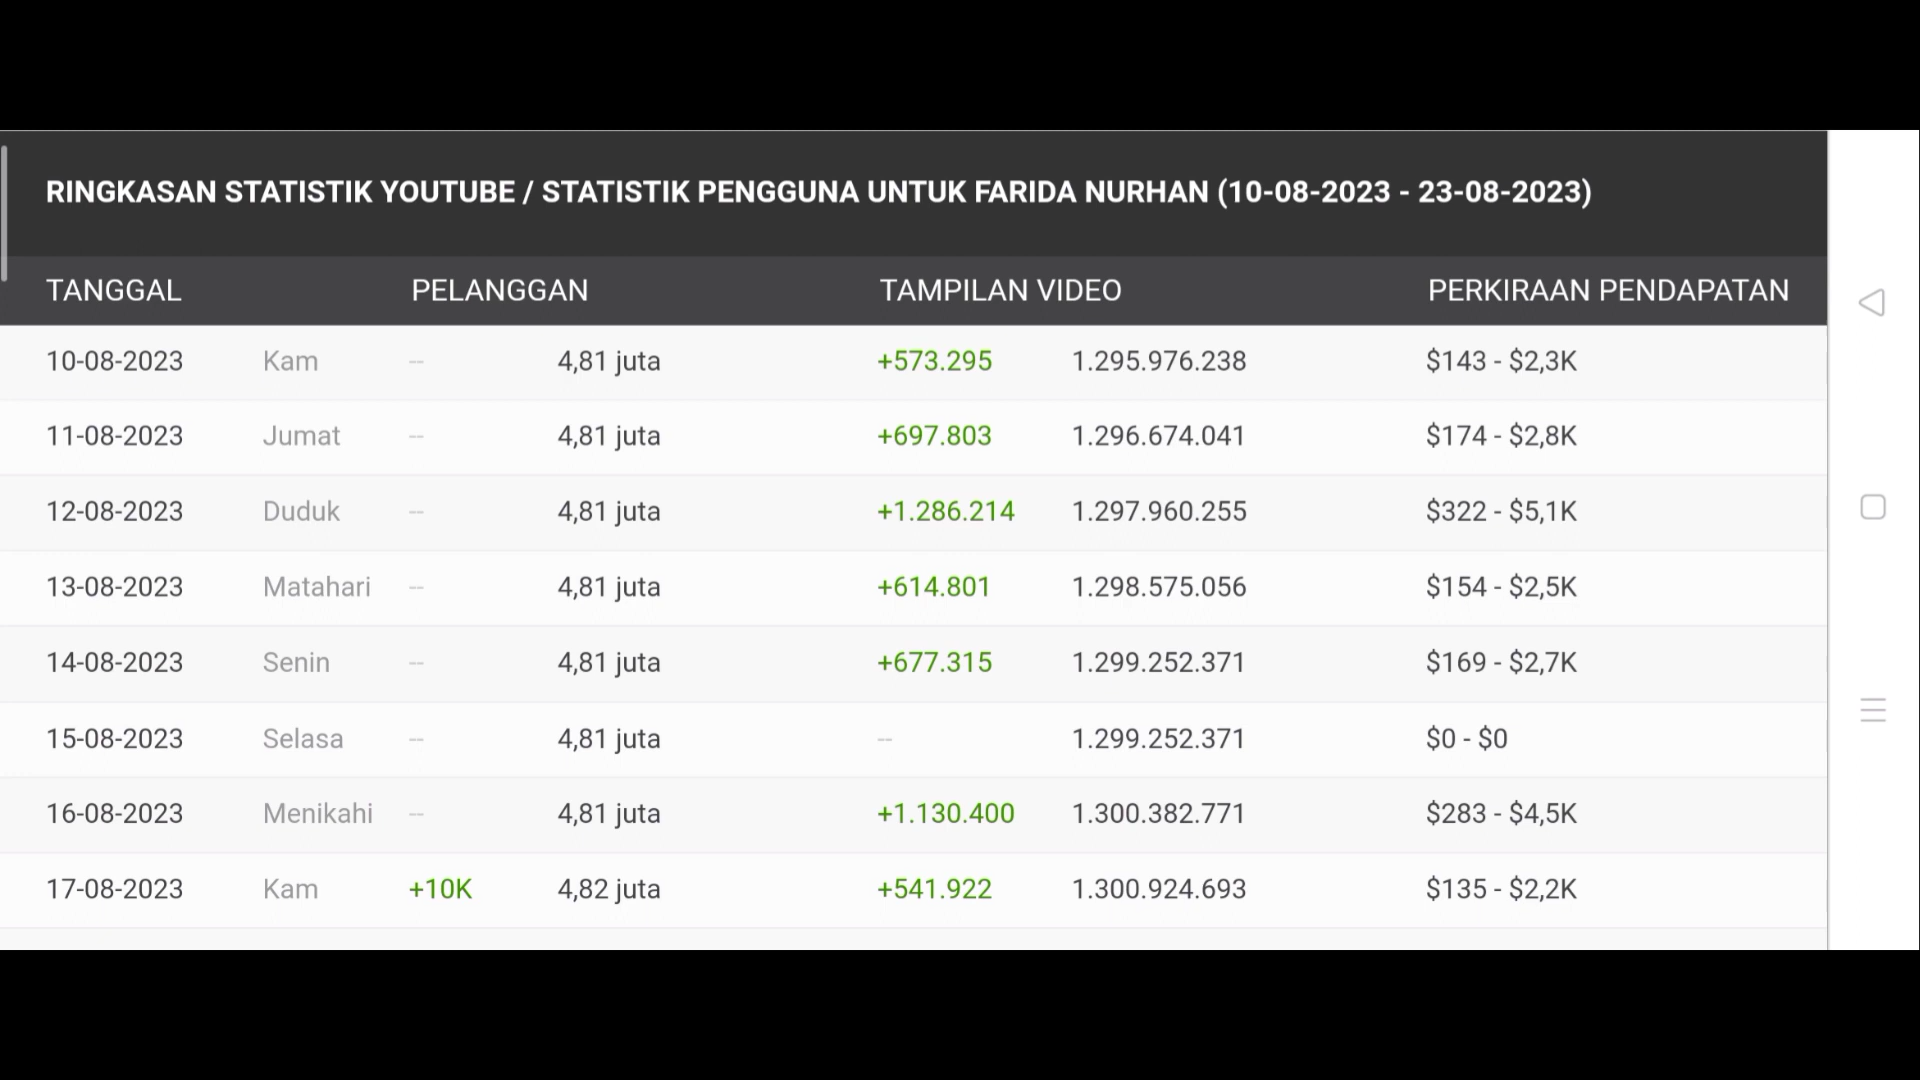 RINGKASAN STATISTIK YOUTUBE / STATISTIK PENGGUNA UNTUK FARIDA NURHAN (10-08-2023 - 23-08-2023)
TANGGAL PELANGGAN TAMPILAN VIDEO PERKIRAAN PENDAPATAN
10-08-2023 Kam -- 4,81 juta +573.295 1.295.976.238 $143 - $2,3K
11-08-2023 Jumat -- 4,81 juta +697.803 1.296.674.041 $174 - $2,8K
12-08-2023 Duduk -- 4,81 juta +1.286.214 1.297.960.255 $322 - $5,1K
13-08-2023 Matahari -- 4,81 juta +614.801 1.298.575.056 $154 - $2,5K
14-08-2023 Senin -- 4,81 juta +677.315 1.299.252.371 $169 - $2,7K
15-08-2023 Selasa -- 4,81 juta -- 1.299.252.371 $0 - $0
16-08-2023 Menikahi -- 4,81 juta +1.130.400 1.300.382.771 $283 - $4,5K
17-08-2023 Kam +10K 4,82 juta +541.922 1.300.924.693 $135 - $2,2K